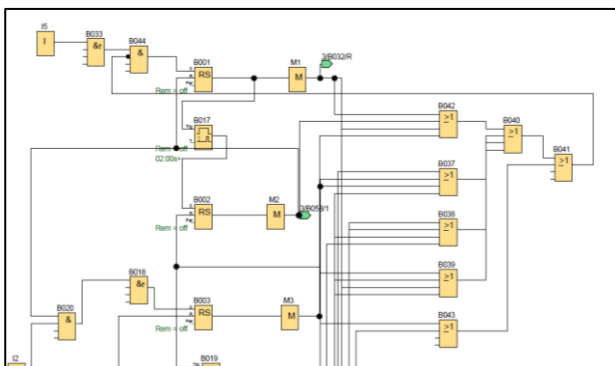 I5
I
B033
&
B044
&
B001
RS
Rem = off
M1
M
3/B032/R
B017
Rem = off
02:00s+
B042
≥1
B040
≥1
B041
≥1
B037
≥1
B002
RS
Rem = off
M2
M
3/B058/1
B038
≥1
B018
&
B020
&
B003
RS
Rem = off
M3
M
B039
≥1
B043
≥1
I2
B019